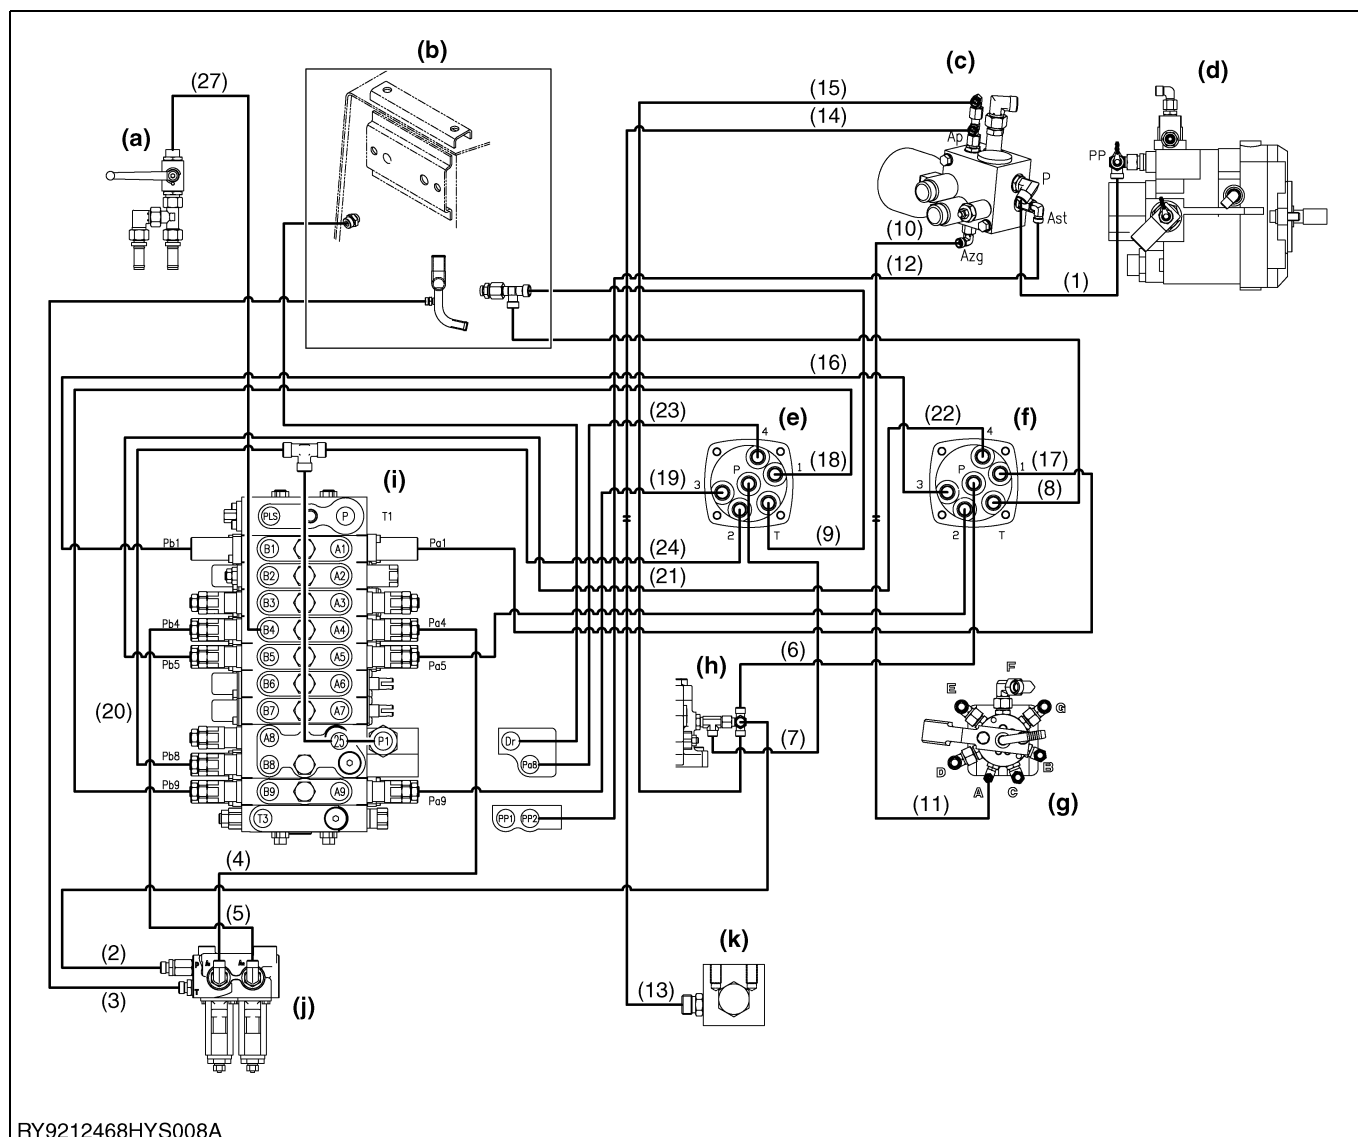 (b)
(c)
(d)
(27)
(15)
(a)
(14)
Ap
PP
P
Ast
(10)
Azg
(12)
(1)
(16)
(23)
(e)
(22)
(f)
4
4
(i)
P
1
(18)
P
1
(17)
(19)
3
3
(8)
PLS
P
T1
2
T
(9)
2
T
Pb1
B1
A1
Pa1
(24)
B2
A2
(21)
B3
A3
Pb4
B4
A4
Pa4
Pb5
B5
A5
Pa5
(6)
(h)
F
B6
A6
E
G
(20)
B7
A7
A8
25
P1
Dr
(7)
Pb8
B8
Pa8
D
B
Pb9
B9
A9
Pa9
A
C
(g)
(11)
T3
PP1
PP2
(4)
(5)
(k)
(2)
P
(3)
T
(13)
(j)
RY9212468HYS008A